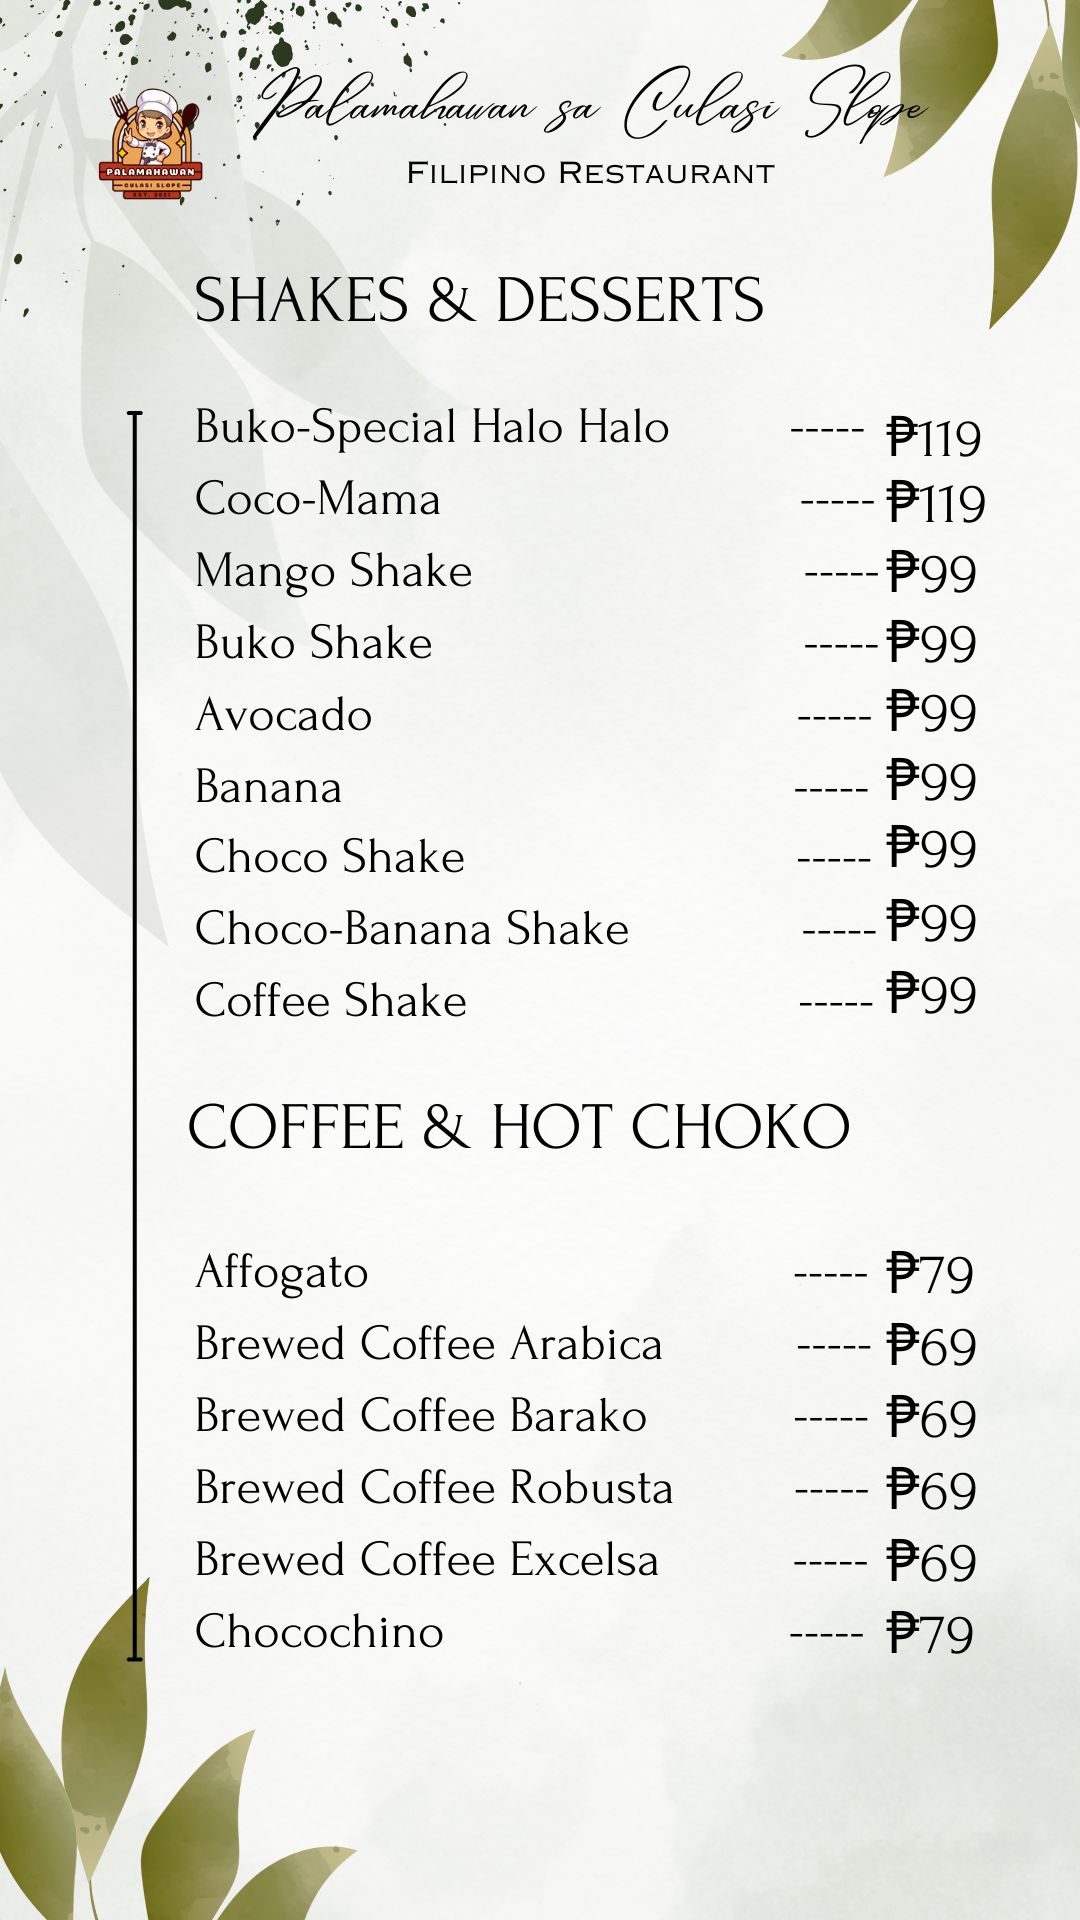 Palamahawan sa Culasi Slope
FILIPINO RESTAURANT
PALAMAHAWAN
CULASI SLOPE
EST. 2021
SHAKES & DESSERTS
Buko-Special Halo Halo ----- ₱119
Coco-Mama ----- ₱119
Mango Shake ----- ₱99
Buko Shake ----- ₱99
Avocado ----- ₱99
Banana ----- ₱99
Choco Shake ----- ₱99
Choco-Banana Shake ----- ₱99
Coffee Shake ----- ₱99
COFFEE & HOT CHOKO
Affogato ----- ₱79
Brewed Coffee Arabica ----- ₱69
Brewed Coffee Barako ----- ₱69
Brewed Coffee Robusta ----- ₱69
Brewed Coffee Excelsa ----- ₱69
Chocochino ----- ₱79